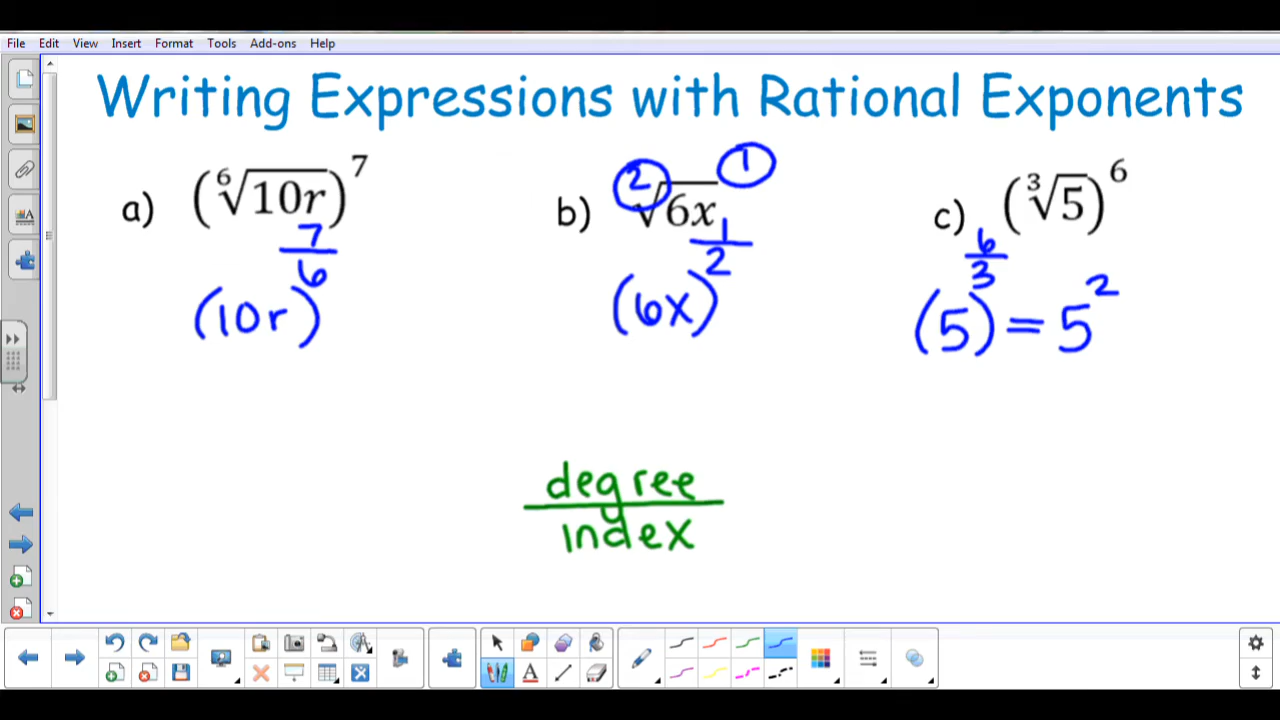 File Edit View Insert Format Tools Add-ons Help
Writing Expressions with Rational Exponents
a) (⁶√10r)⁷
(10r)^(7/6)
b) ²√6x ¹
(6x)^(1/2)
c) (³√5)⁶
(5)^(6/3) = 5²
degree
index